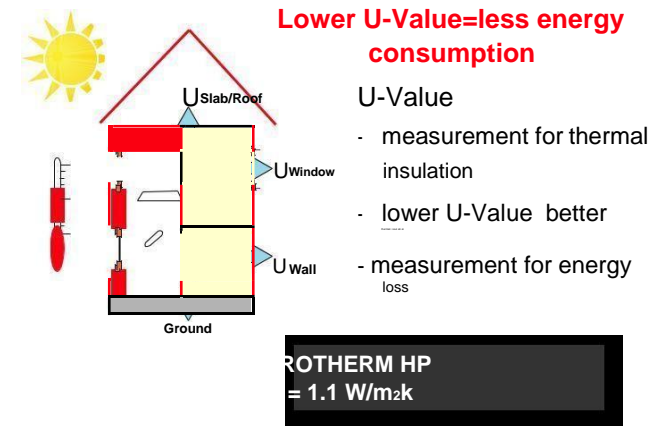 Lower U-Value=less energy
consumption
USlab/Roof
U-Value
- measurement for thermal
insulation
UWindow
- lower U-Value better
U Wall
- measurement for energy
loss
Ground
ROTHERM HP
= 1.1 W/m2k